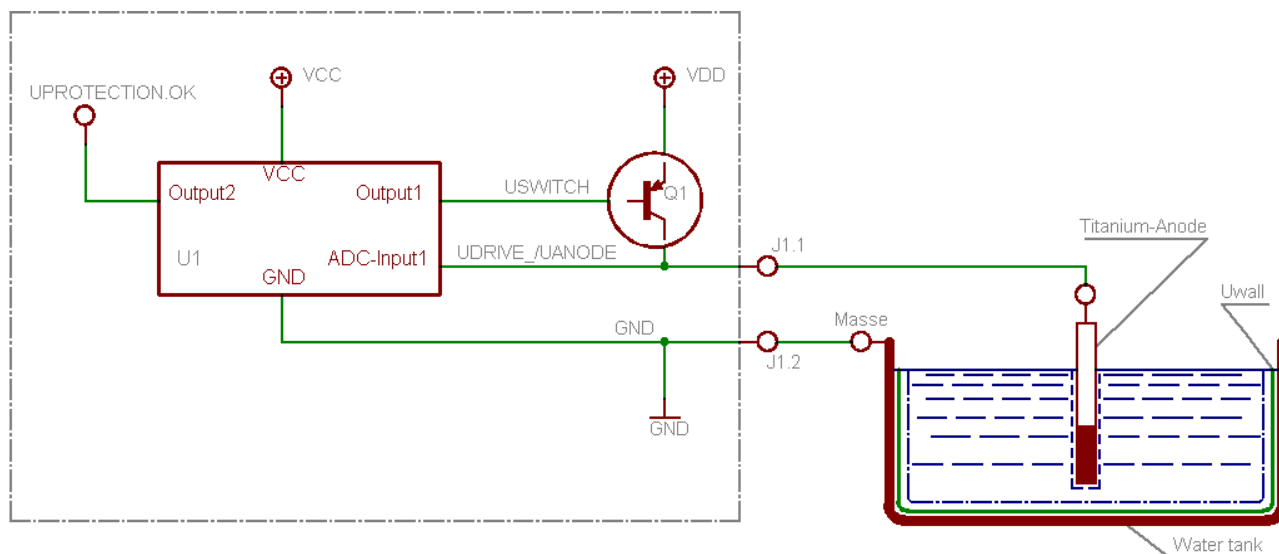 VCC
VDD
UPROTECTION.OK
VCC
Output2
Output1
USWITCH
Q1
Titanium-Anode
J1.1
UDRIVE_/UANODE
U1
ADC-Input1
GND
Uwall
Masse
GND
J1.2
GND
Water tank